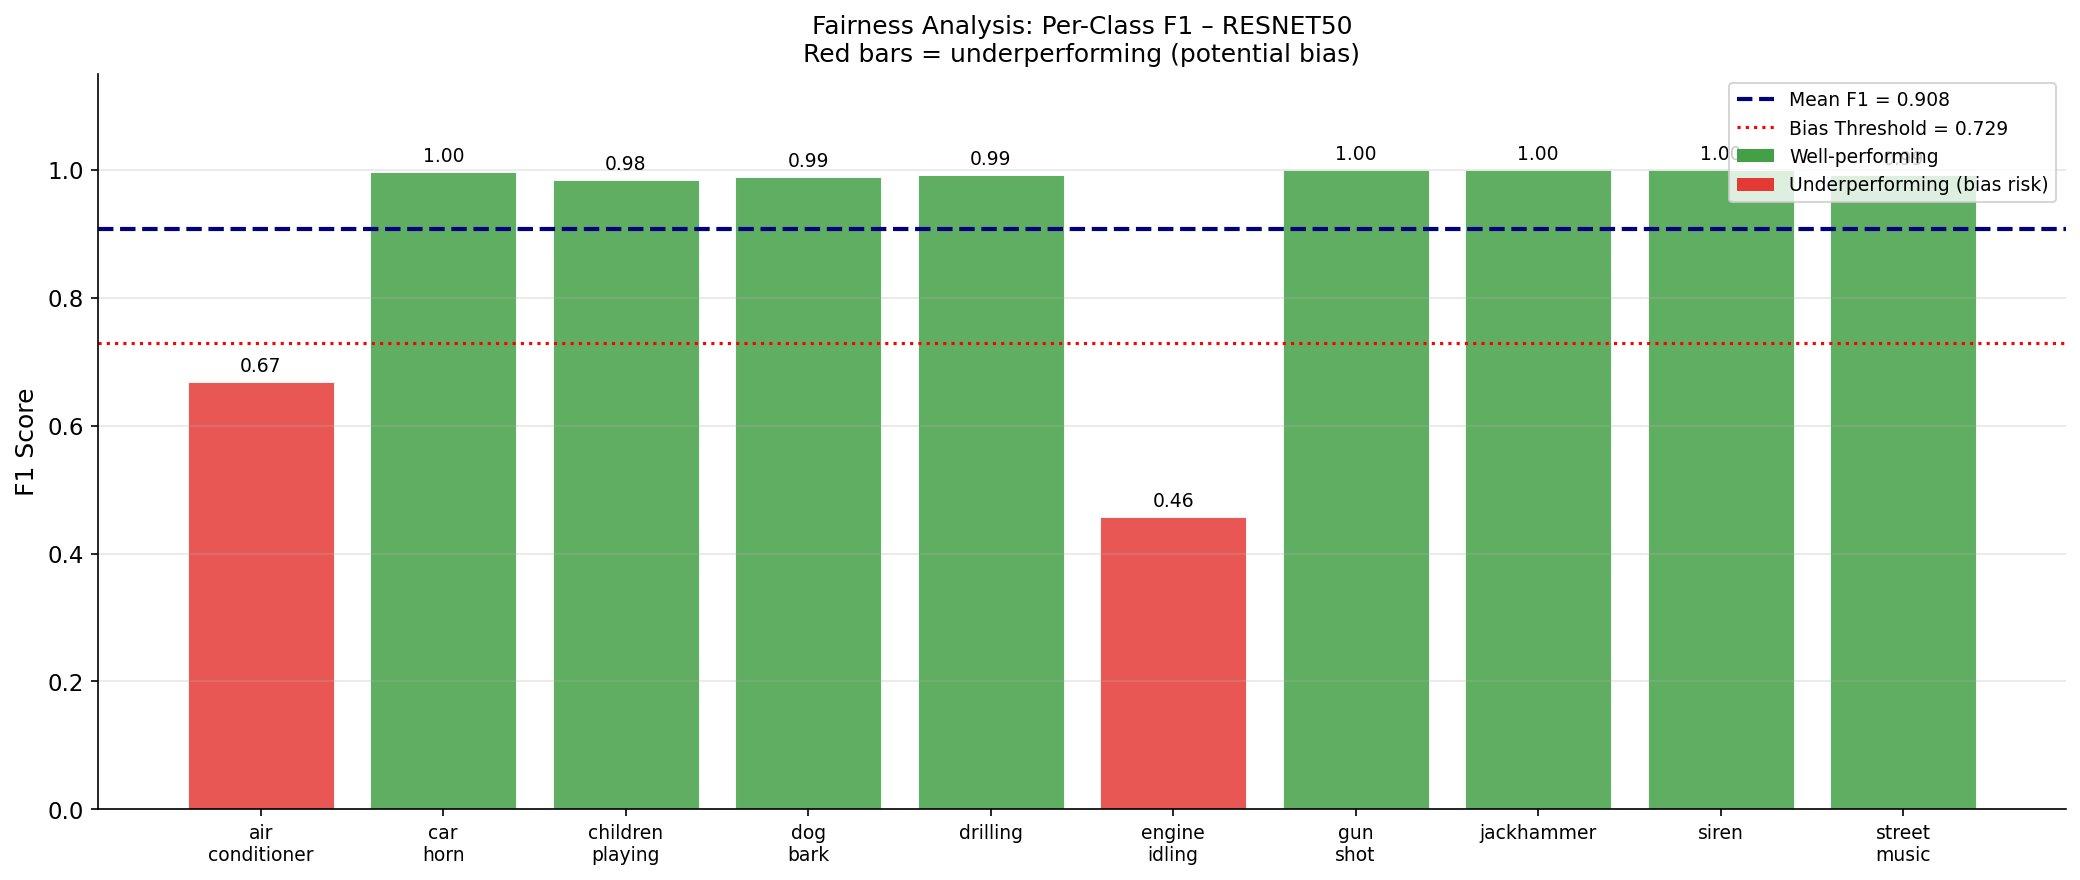 Fairness Analysis: Per-Class F1 – RESNET50
Red bars = underperforming (potential bias)
Mean F1 = 0.908
Bias Threshold = 0.729
Well-performing
Underperforming (bias risk)
F1 Score
1.0
0.8
0.6
0.4
0.2
0.0
0.67
1.00
0.98
0.99
0.99
0.46
1.00
1.00
1.00
air
conditioner
car
horn
children
playing
dog
bark
drilling
engine
idling
gun
shot
jackhammer
siren
street
music